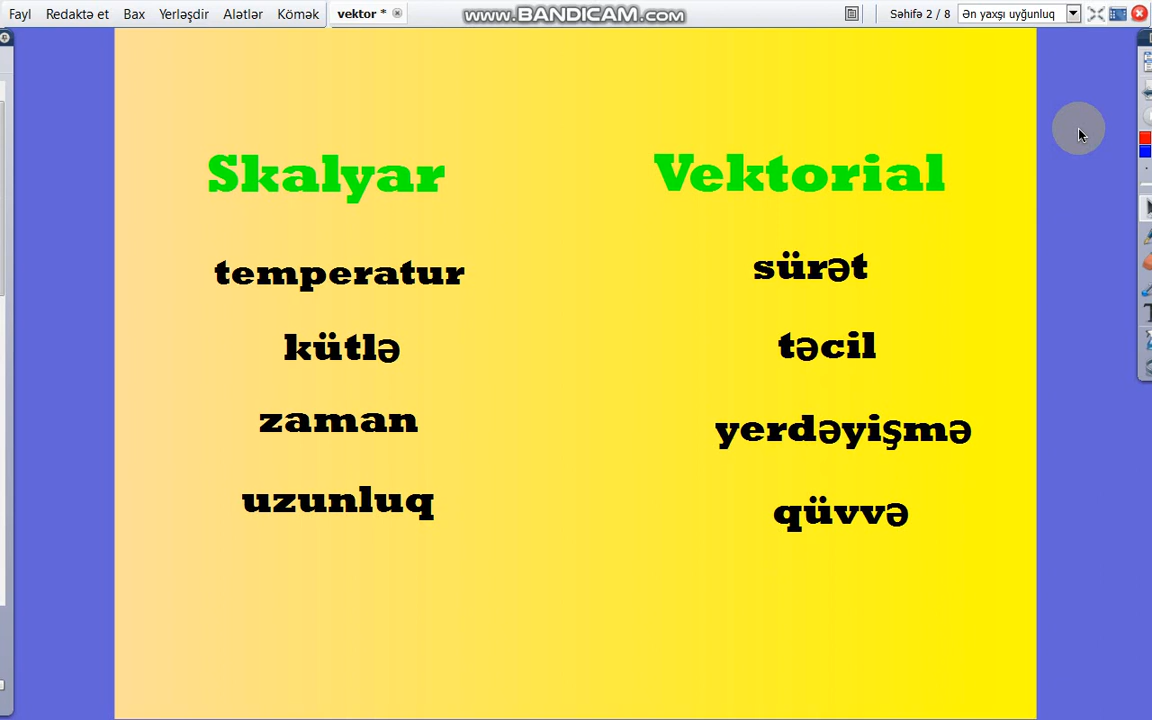 Fayl Redaktə et Bax Yerləşdir Alətlər Kömək vektor * www.BANDICAM.com Səhifə 2 / 8 Ən yaxşı uyğunluq
Skalyar Vektorial
temperatur sürət
kütlə təcil
zaman yerdəyişmə
uzunluq qüvvə